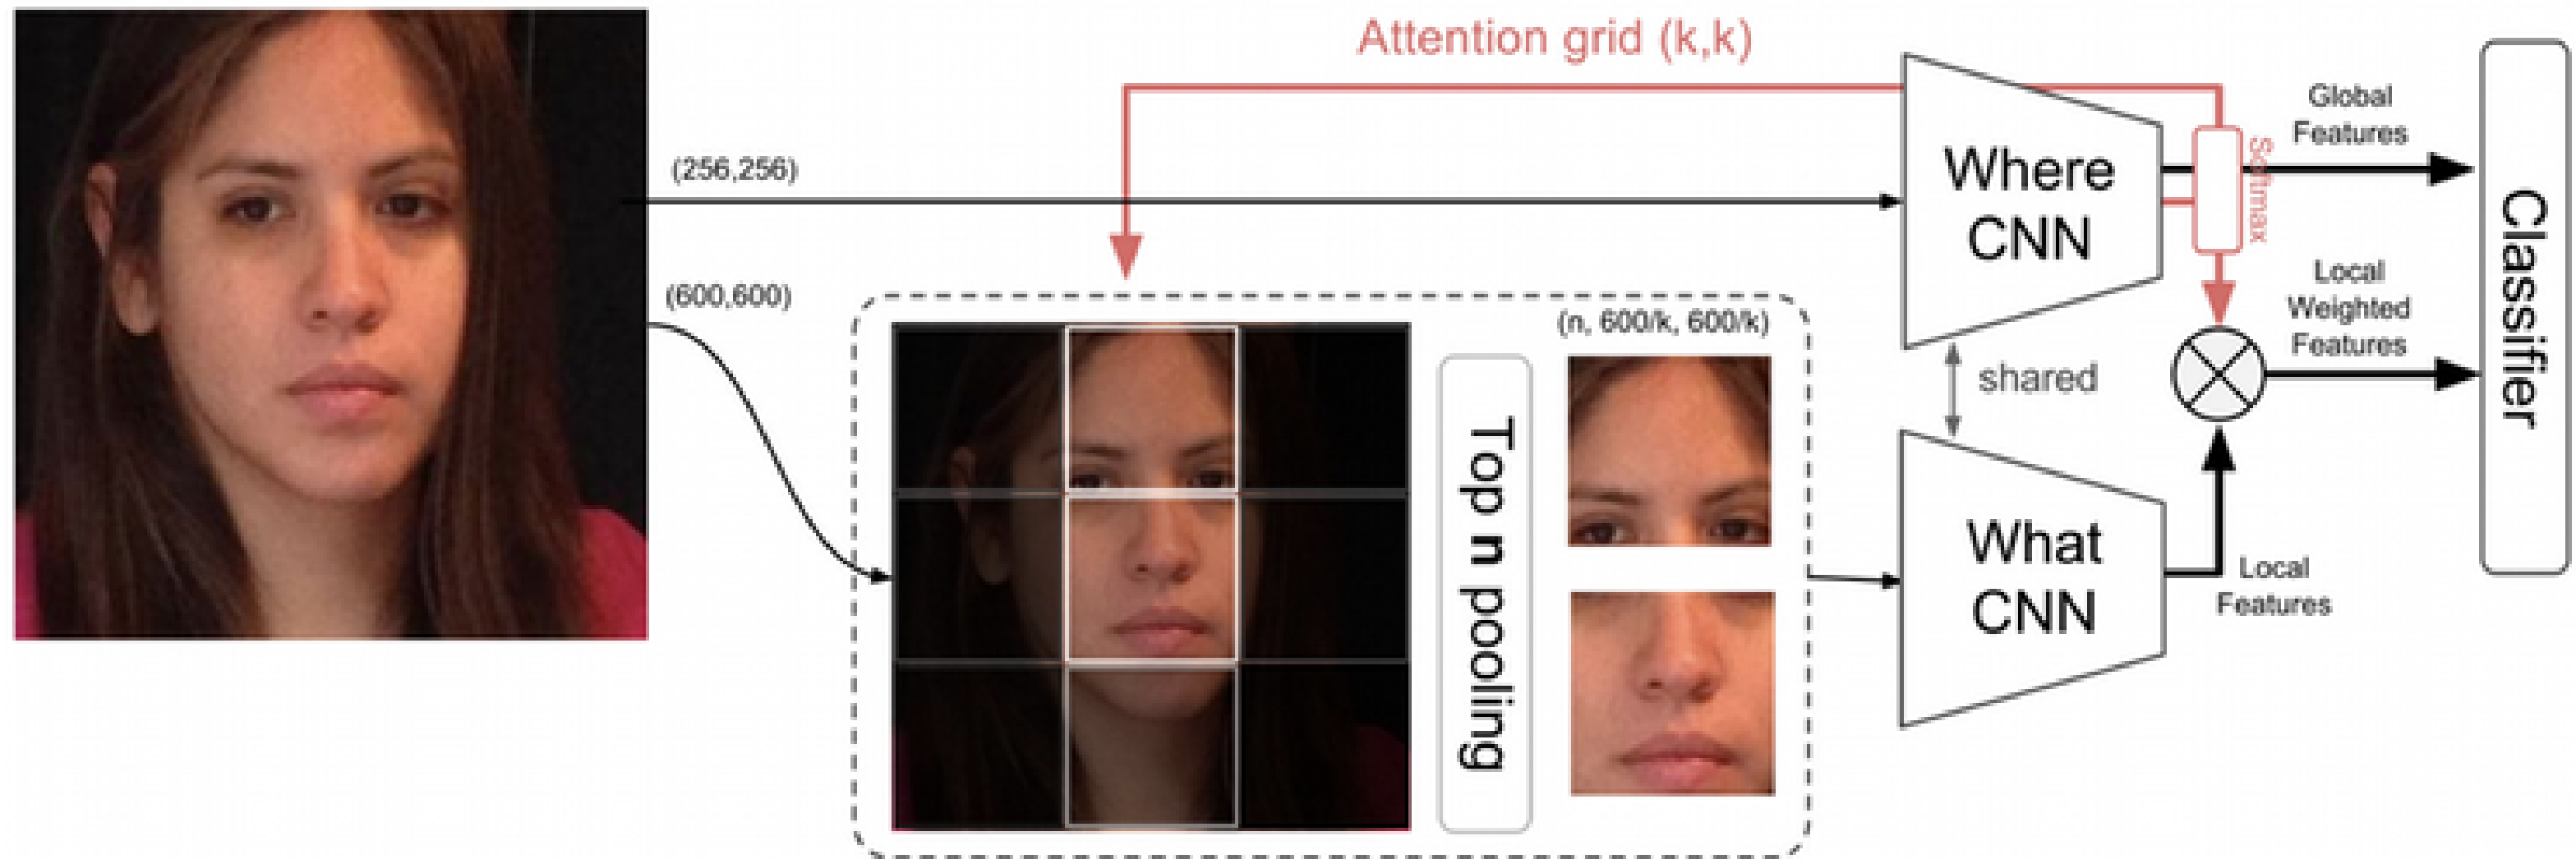 Attention grid (k,k)
(256,256)
(600,600)
(n, 600/k, 600/k)
Top n pooling
Where
CNN
shared
What
CNN
Softmax
Global
Features
Local
Weighted
Features
Local
Features
Classifier